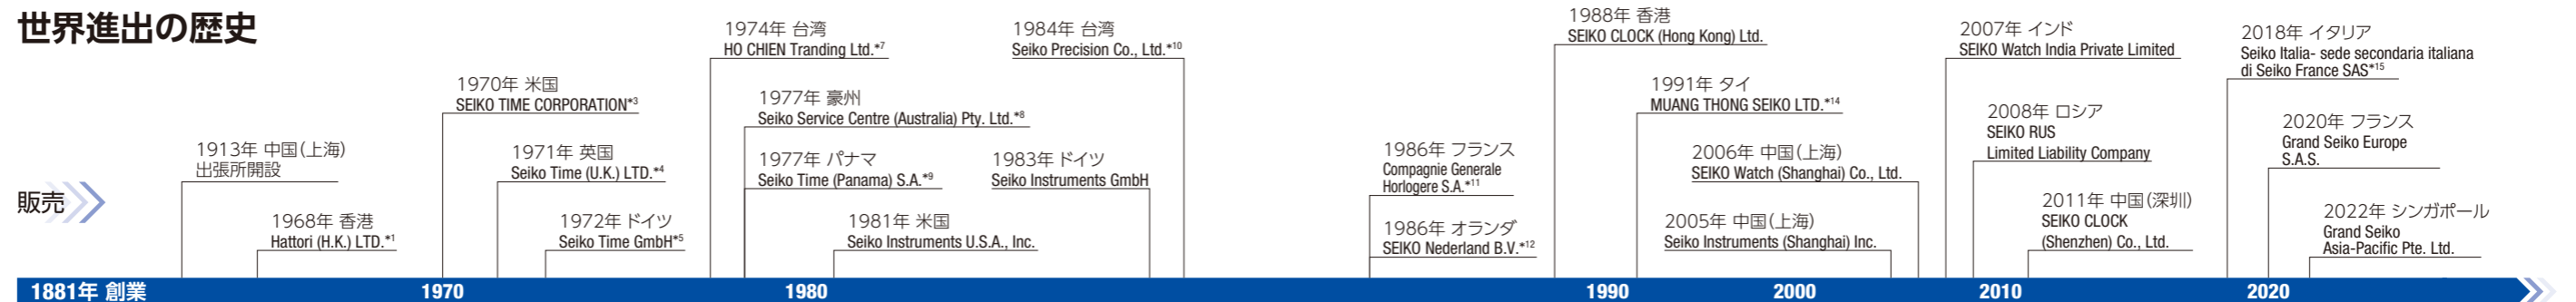 世界進出の歴史
販売
1913年 中国（上海）
出張所開設
1968年 香港
Hattori (H.K.) LTD.*1
1970年 米国
SEIKO TIME CORPORATION*3
1971年 英国
Seiko Time (U.K.) LTD.*4
1972年 ドイツ
Seiko Time GmbH*5
1974年 台湾
HO CHIEN Tranding Ltd.*7
1977年 豪州
Seiko Service Centre (Australia) Pty. Ltd.*8
1977年 パナマ
Seiko Time (Panama) S.A.*9
1981年 米国
Seiko Instruments U.S.A., Inc.
1983年 ドイツ
Seiko Instruments GmbH
1984年 台湾
Seiko Precision Co., Ltd.*10
1986年 フランス
Compagnie Generale
Horlogere S.A.*11
1986年 オランダ
SEIKO Nederland B.V.*12
1988年 香港
SEIKO CLOCK (Hong Kong) Ltd.
1991年 タイ
MUANG THONG SEIKO LTD.*14
2006年 中国（上海）
SEIKO Watch (Shanghai) Co., Ltd.
2005年 中国（上海）
Seiko Instruments (Shanghai) Inc.
2007年 インド
SEIKO Watch India Private Limited
2008年 ロシア
SEIKO RUS
Limited Liability Company
2011年 中国（深圳）
SEIKO CLOCK
(Shenzhen) Co., Ltd.
2018年 イタリア
Seiko Italia- sede secondaria italiana
di Seiko France SAS*15
2020年 フランス
Grand Seiko Europe
S.A.S.
2022年 シンガポール
Grand Seiko
Asia-Pacific Pte. Ltd.
1881年 創業 1970 1980 1990 2000 2010 2020